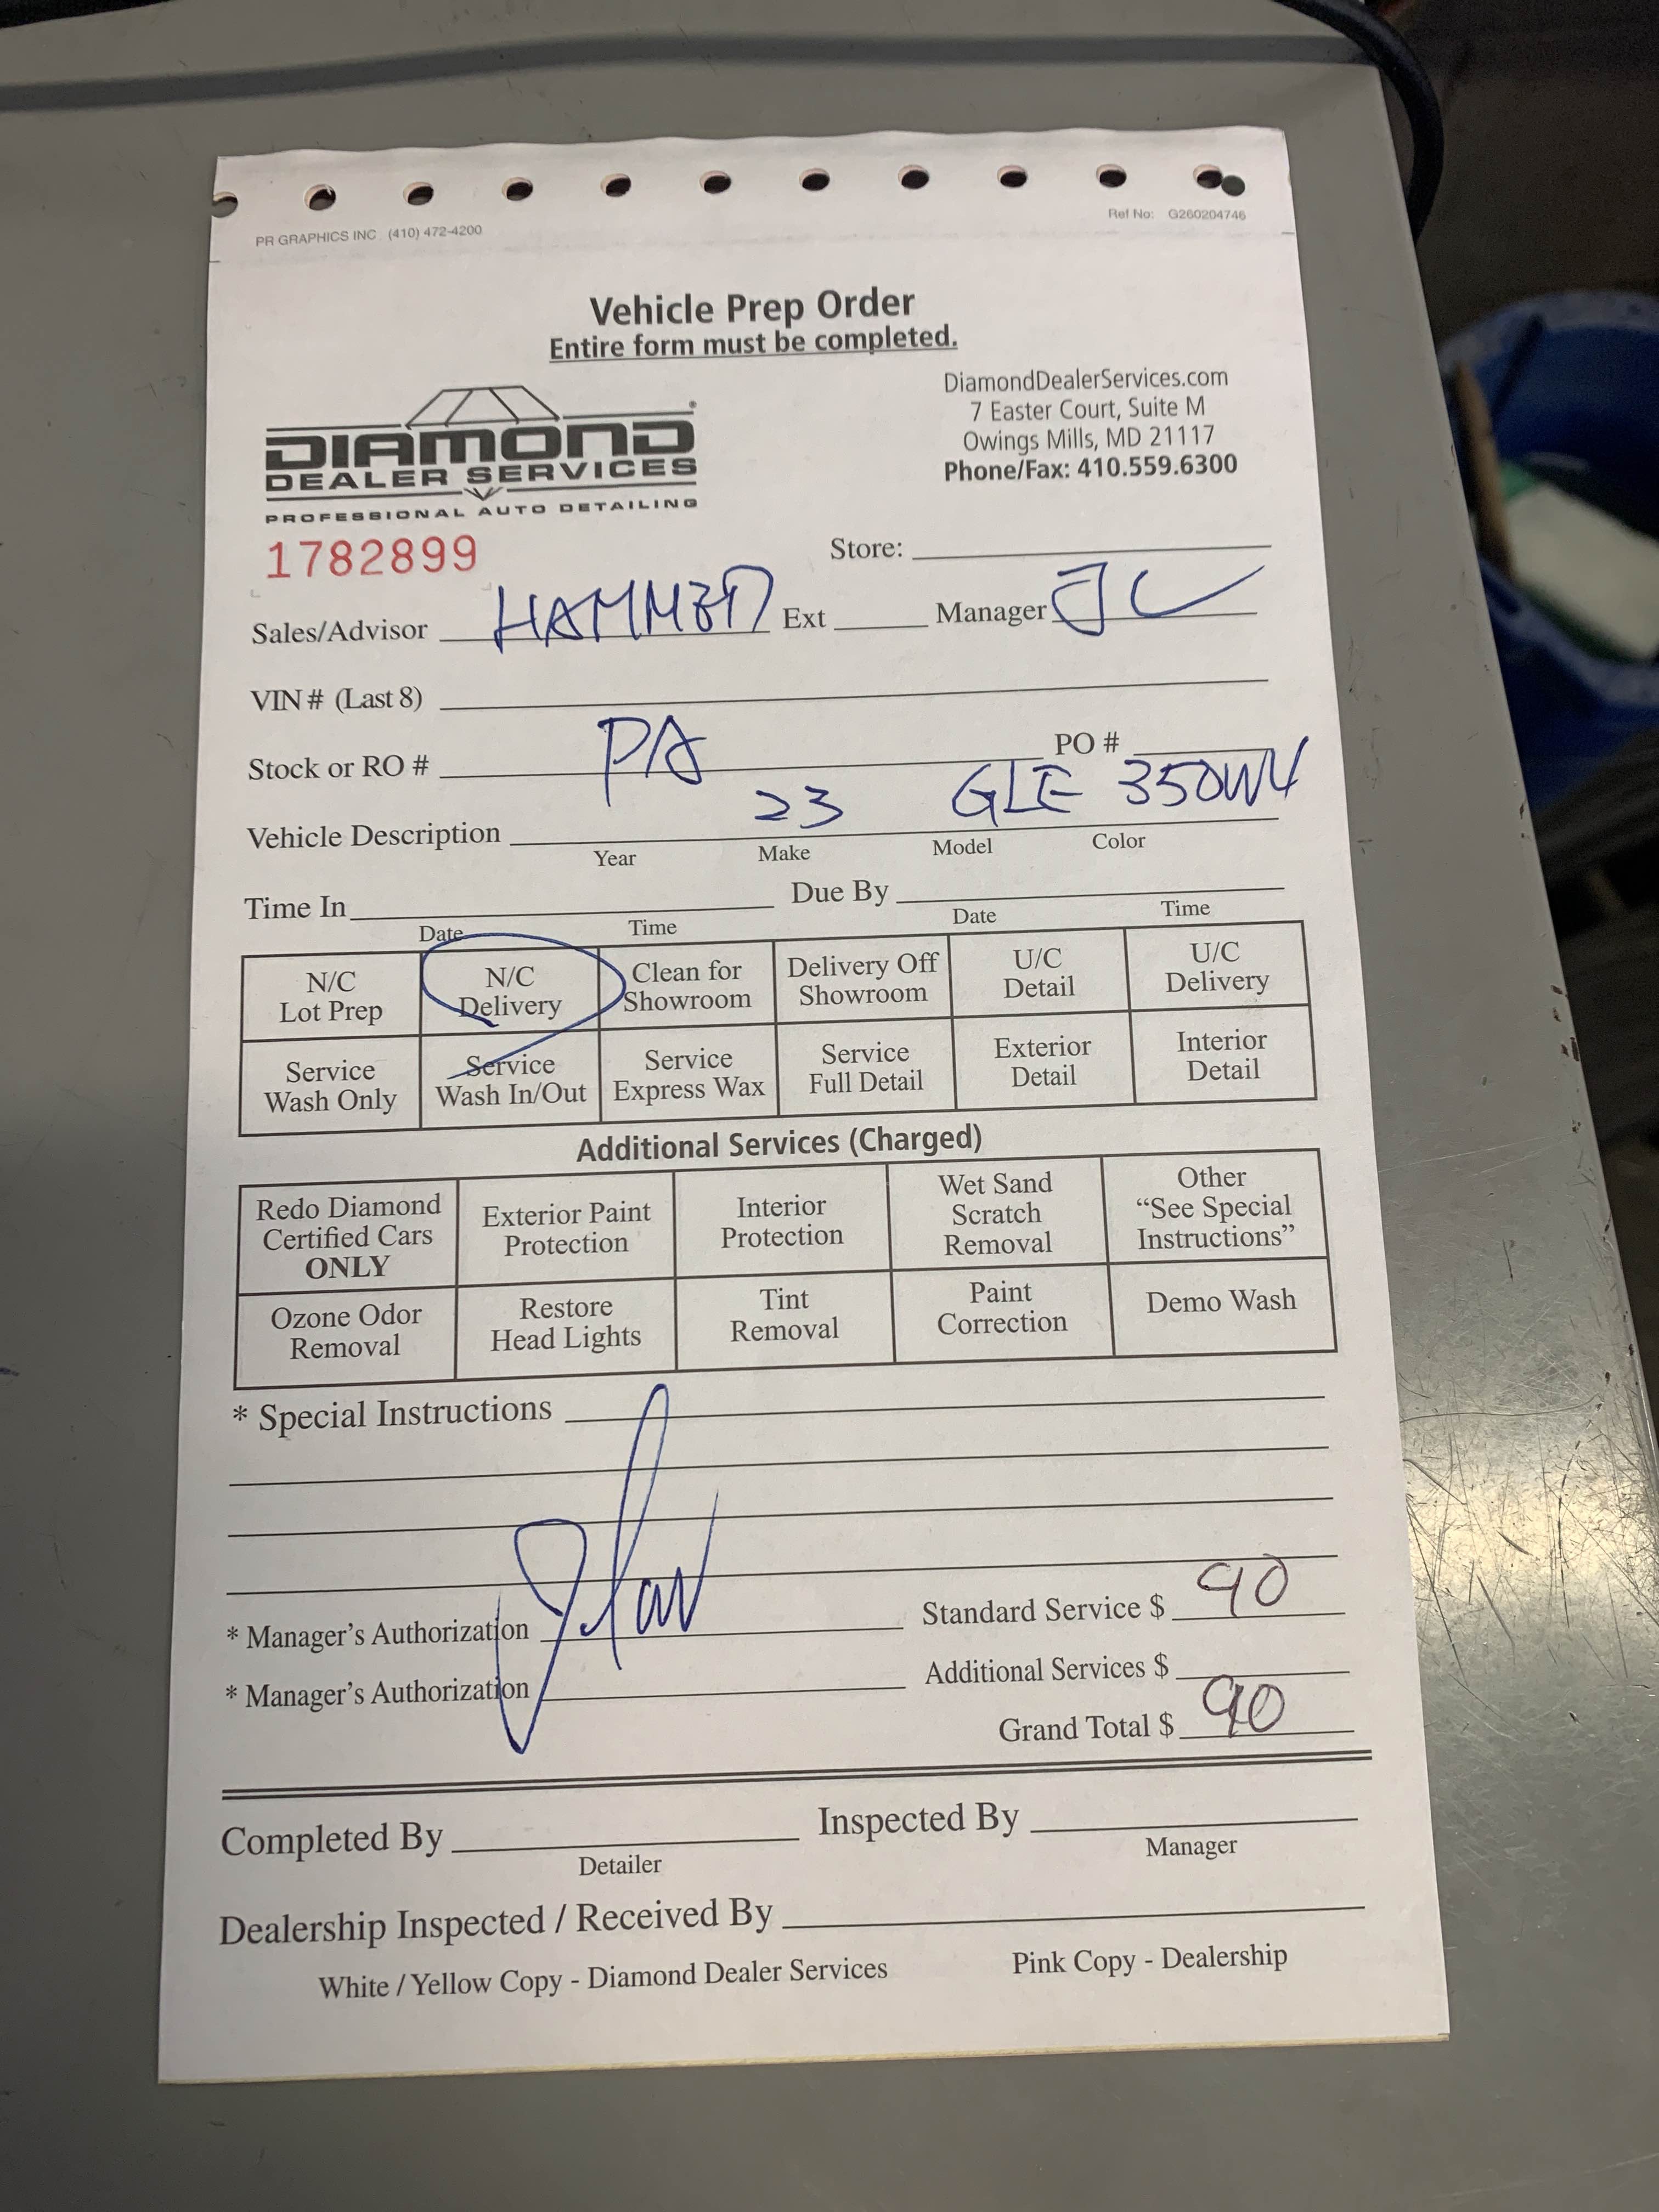 PR GRAPHICS INC (410) 472-4200 Ref No: G260204746
Vehicle Prep Order
Entire form must be completed.
DIAMOND
DEALER SERVICES
PROFESSIONAL AUTO DETAILING
DiamondDealerServices.com
7 Easter Court, Suite M
Owings Mills, MD 21117
Phone/Fax: 410.559.6300
1782899
Store:
Sales/Advisor HAMMED Ext Manager JC
VIN # (Last 8)
Stock or RO # PA PO #
Vehicle Description 23 GLE 350W4
Year Make Model Color
Time In Due By
Date Time Date Time
N/C Lot Prep
N/C Delivery
Clean for Showroom
Delivery Off Showroom
U/C Detail
U/C Delivery
Service Wash Only
Service Wash In/Out
Service Express Wax
Service Full Detail
Exterior Detail
Interior Detail
Additional Services (Charged)
Redo Diamond Certified Cars ONLY
Exterior Paint Protection
Interior Protection
Wet Sand Scratch Removal
Other “See Special Instructions”
Ozone Odor Removal
Restore Head Lights
Tint Removal
Paint Correction
Demo Wash
* Special Instructions
* Manager's Authorization Standard Service $ 90
* Manager's Authorization Additional Services $
Grand Total $ 90
Completed By Inspected By
Detailer Manager
Dealership Inspected / Received By
White / Yellow Copy - Diamond Dealer Services Pink Copy - Dealership